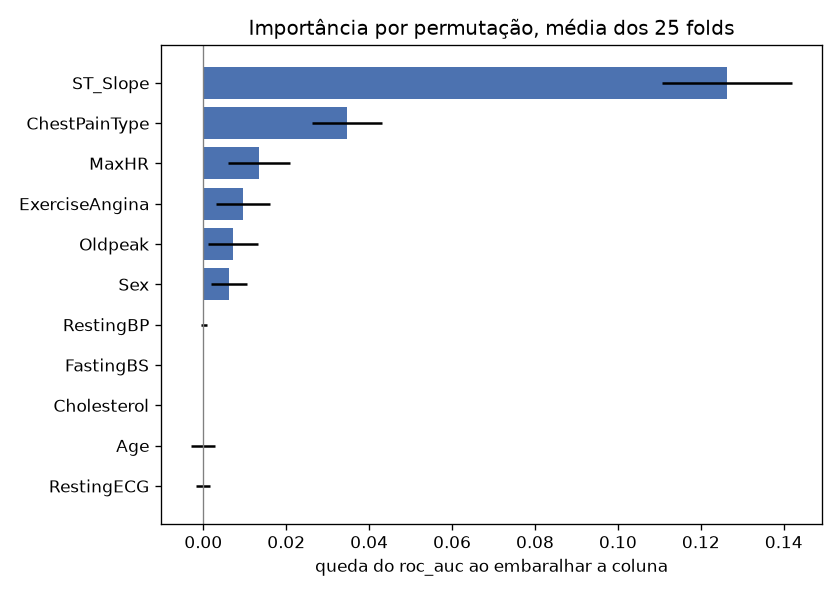 Importância por permutação, média dos 25 folds
ST_Slope
ChestPainType
MaxHR
ExerciseAngina
Oldpeak
Sex
RestingBP
FastingBS
Cholesterol
Age
RestingECG
0.00 0.02 0.04 0.06 0.08 0.10 0.12 0.14
queda do roc_auc ao embaralhar a coluna